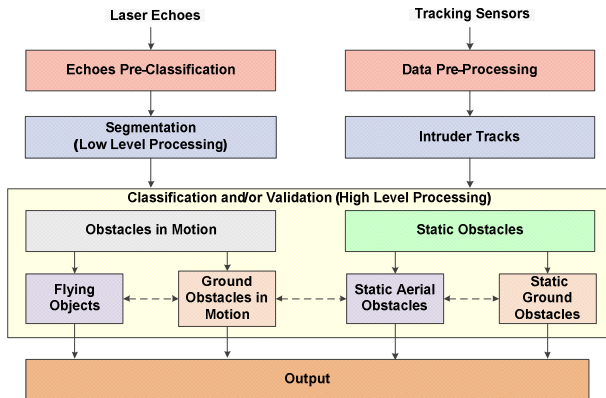 Laser Echoes
Tracking Sensors
Echoes Pre-Classification
Data Pre-Processing
Segmentation
(Low Level Processing)
Intruder Tracks
Classification and/or Validation (High Level Processing)
Obstacles in Motion
Static Obstacles
Flying
Objects
Ground
Obstacles in
Motion
Static Aerial
Obstacles
Static
Ground
Obstacles
Output